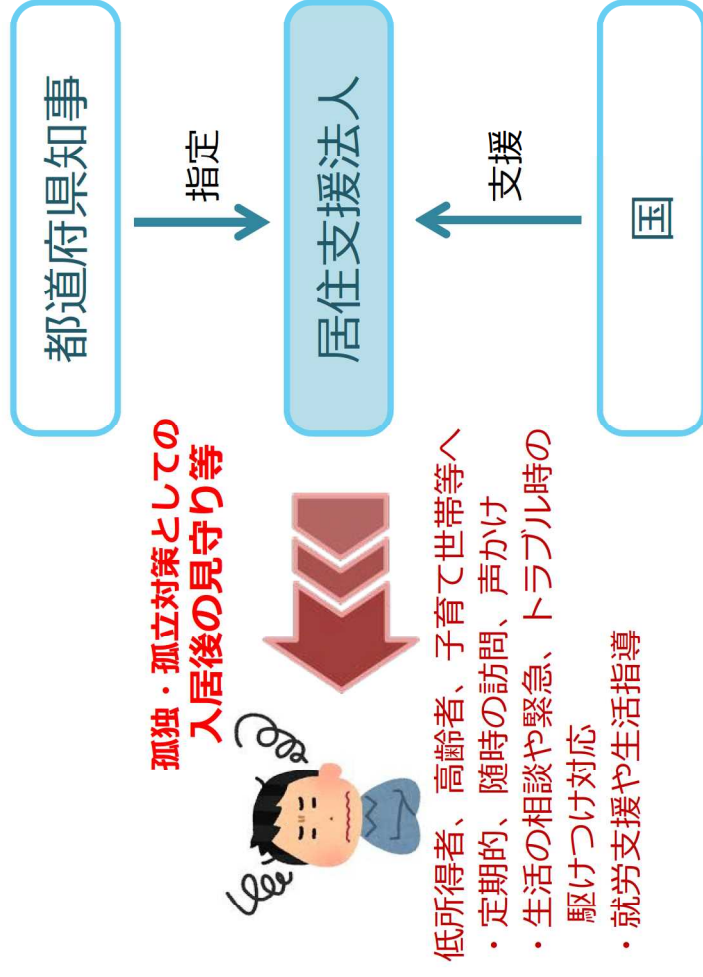 都道府県知事
指定
居住支援法人
支援
国
孤独・孤立対策としての
入居後の見守り等
低所得者、高齢者、子育て世帯等へ
・定期的、随時の訪問、声かけ
・生活の相談や緊急、トラブル時の
駆けつけ対応
・就労支援や生活指導